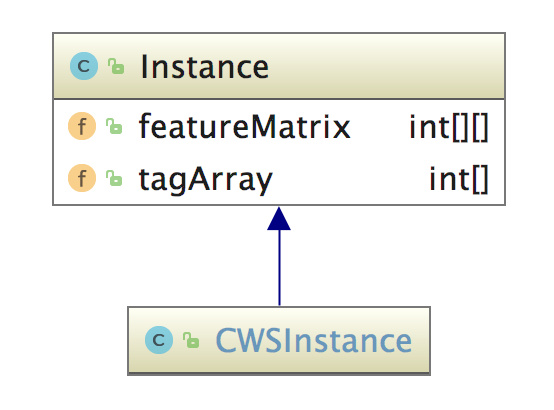 C Instance
f featureMatrix int[][]
f tagArray int[]
C CWSInstance